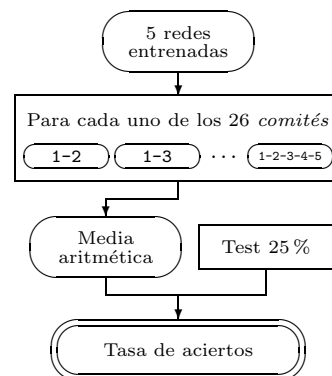 5 redes
entrenadas
Para cada uno de los 26 comités
1-2 1-3 ... 1-2-3-4-5
Media
aritmética
Test 25 %
Tasa de aciertos